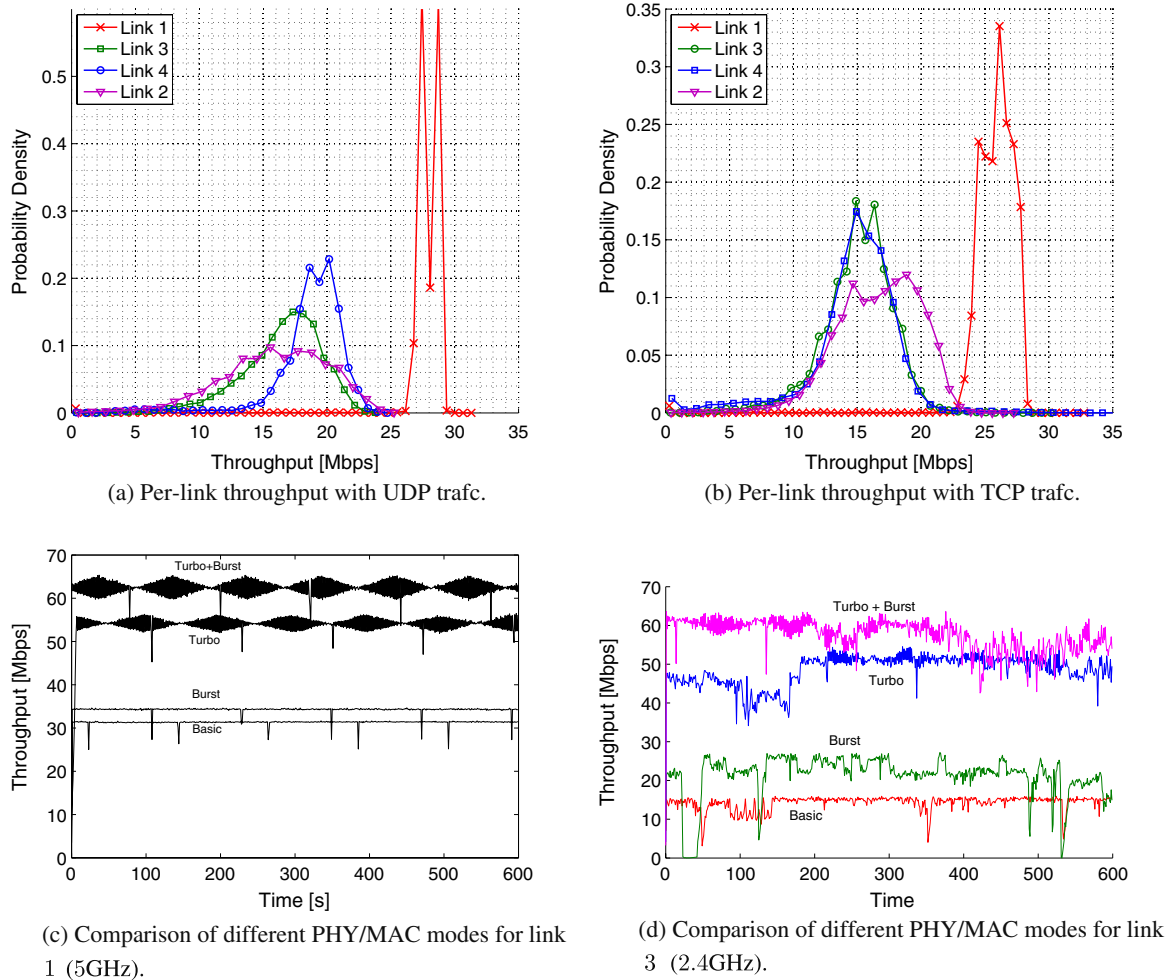 Link 1
Link 3
Link 4
Link 2
0.5
0.4
0.3
0.2
0.1
0
Probability Density
0 5 10 15 20 25 30 35
Throughput [Mbps]
(a) Per-link throughput with UDP trafc.
Link 1
Link 3
Link 4
Link 2
0.35
0.3
0.25
0.2
0.15
0.1
0.05
0
Probability Density
0 5 10 15 20 25 30 35
Throughput [Mbps]
(b) Per-link throughput with TCP trafc.
70
60
50
40
30
20
10
0
Throughput [Mbps]
Turbo+Burst
Turbo
Burst
Basic
0 100 200 300 400 500 600
Time [s]
(c) Comparison of different PHY/MAC modes for link
1 (5GHz).
70
60
50
40
30
20
10
0
Throughput [Mbps]
Turbo + Burst
Turbo
Burst
Basic
0 100 200 300 400 500 600
Time
(d) Comparison of different PHY/MAC modes for link
3 (2.4GHz).